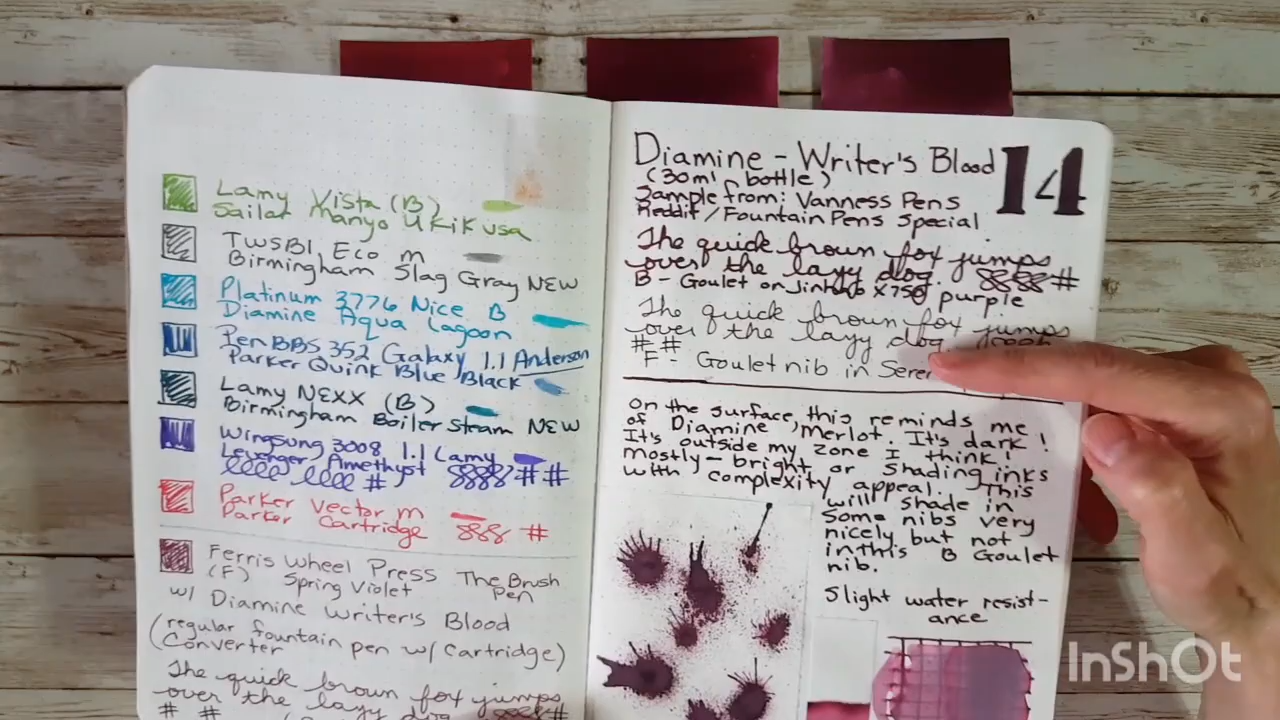 Lamy Vista (B)
Sailor Manyo Ukikusa
TWSBI Eco m
Birmingham Slag Gray NEW
Platinum 3776 Nice B
Diamine Aqua Lagoon
Pen BBS 352 Galaxy 1.1 Anderson
Parker Quink Blue Black
Lamy NEXX (B)
Birmingham Boiler Steam NEW
Wingsung 3008 1.1 Lamy
Levenger Amethyst 8888 # #
llll llll #
Parker Vector m
Parker Cartridge 888 #
Ferris Wheel Press The Brush Pen
(F) Spring Violet
w/ Diamine Writer's Blood
(regular fountain pen w/ Cartridge)
Converter
The quick brown fox jumps
over the lazy dog
# #
Diamine - Writer's Blood
14
(30ml bottle)
Sample from: Vanness Pens
Reddit/Fountain Pens Special
The quick brown fox jumps
over the lazy dog. 8888 #
B - Goulet on Jinhao X750 purple
The quick brown fox jumps
over the lazy dog
# #
F - Goulet nib in
On the surface, this reminds me
of Diamine Merlot. It's dark!
It's outside my zone I think!
Mostly - bright or shading inks
with complexity appeal. This
will shade in
some nibs very
nicely but not
in this B Goulet
nib.
Slight water resist-
ance
InShOt